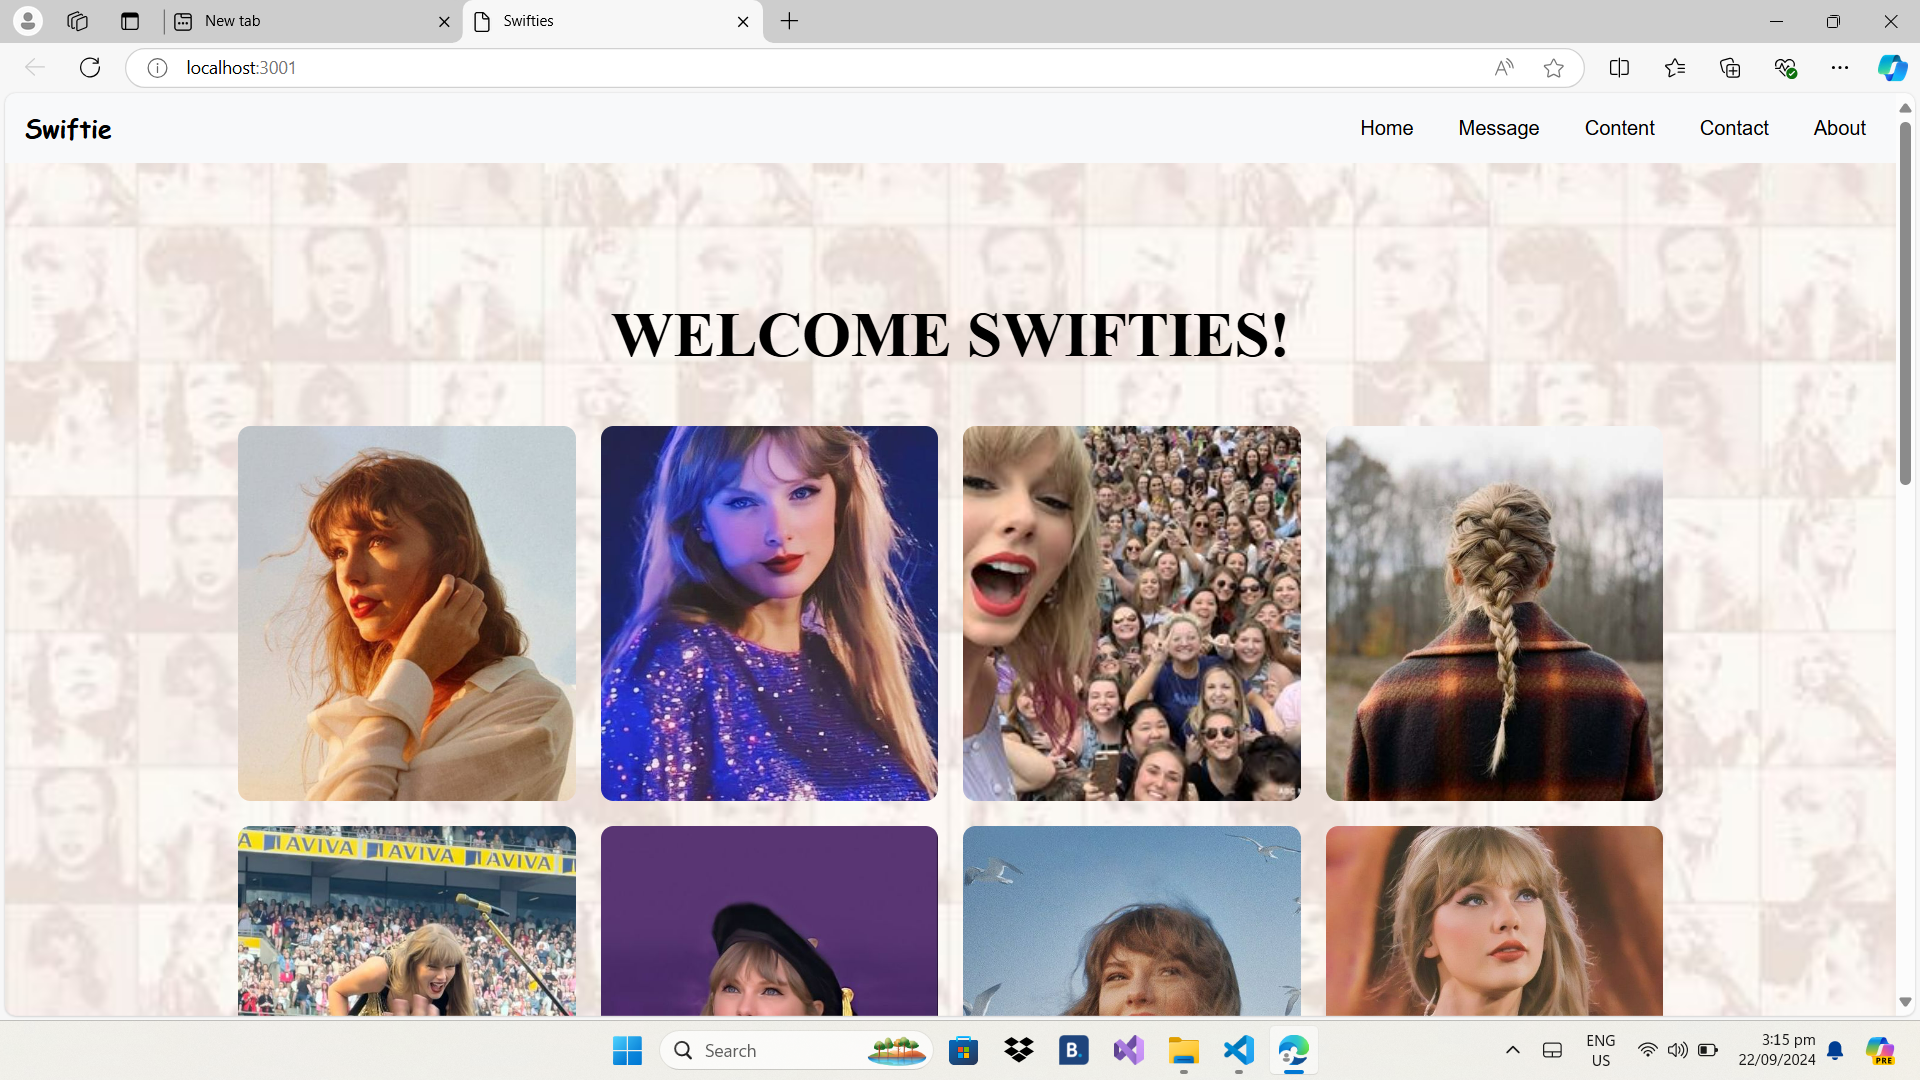 New tab
Swifties
localhost:3001
Swiftie
Home Message Content Contact About
WELCOME SWIFTIES!
AVIVA AVIVA AVIVA
Search
B.
ENG
US
3:15 pm
22/09/2024
PRE